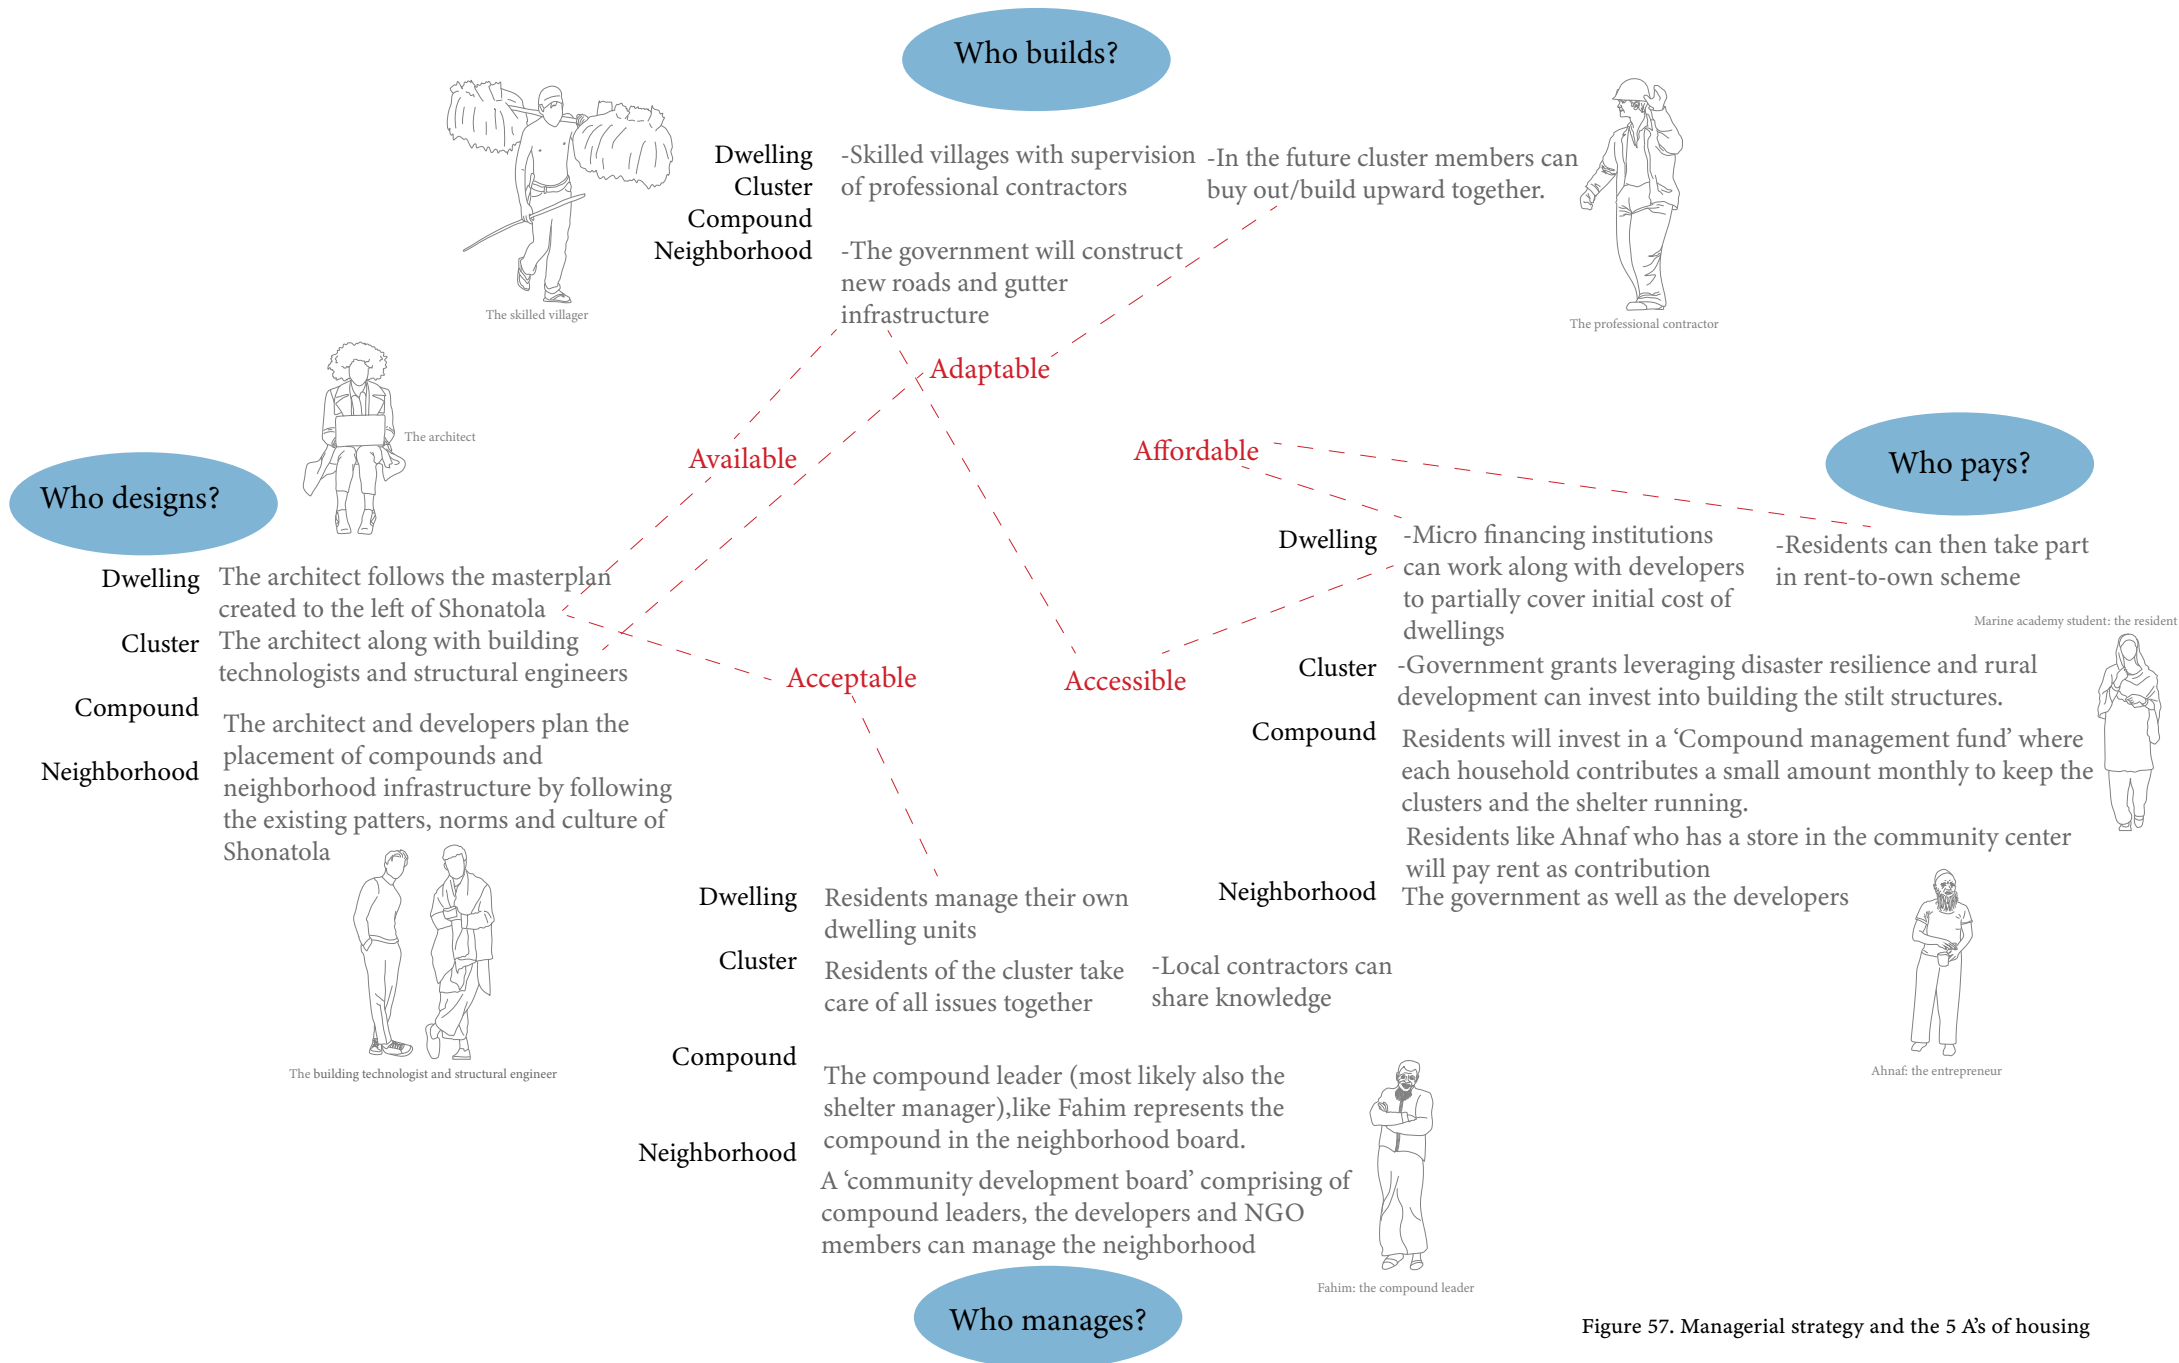 Who builds?
Dwelling
Cluster
Compound
Neighborhood
-Skilled villages with supervision
of professional contractors
-The government will construct
new roads and gutter
infrastructure
-In the future cluster members can
buy out/build upward together.
The skilled villager
The professional contractor
Adaptable
Available
Affordable
Acceptable
Accessible
The architect
Who designs?
Dwelling
The architect follows the masterplan
created to the left of Shonatola
Cluster
The architect along with building
technologists and structural engineers
Compound
Neighborhood
The architect and developers plan the
placement of compounds and
neighborhood infrastructure by following
the existing patters, norms and culture of
Shonatola
The building technologist and structural engineer
Who pays?
Dwelling
-Micro financing institutions
can work along with developers
to partially cover initial cost of
dwellings
-Residents can then take part
in rent-to-own scheme
Marine academy student: the resident
Cluster
-Government grants leveraging disaster resilience and rural
development can invest into building the stilt structures.
Compound
Residents will invest in a ‘Compound management fund’ where
each household contributes a small amount monthly to keep the
clusters and the shelter running.
Residents like Ahnaf who has a store in the community center
will pay rent as contribution
Neighborhood
The government as well as the developers
Ahnaf: the entrepreneur
Dwelling
Residents manage their own
dwelling units
Cluster
Residents of the cluster take
care of all issues together
-Local contractors can
share knowledge
Compound
The compound leader (most likely also the
shelter manager),like Fahim represents the
compound in the neighborhood board.
Neighborhood
A ‘community development board’ comprising of
compound leaders, the developers and NGO
members can manage the neighborhood
Fahim: the compound leader
Who manages?
Figure 57. Managerial strategy and the 5 A’s of housing